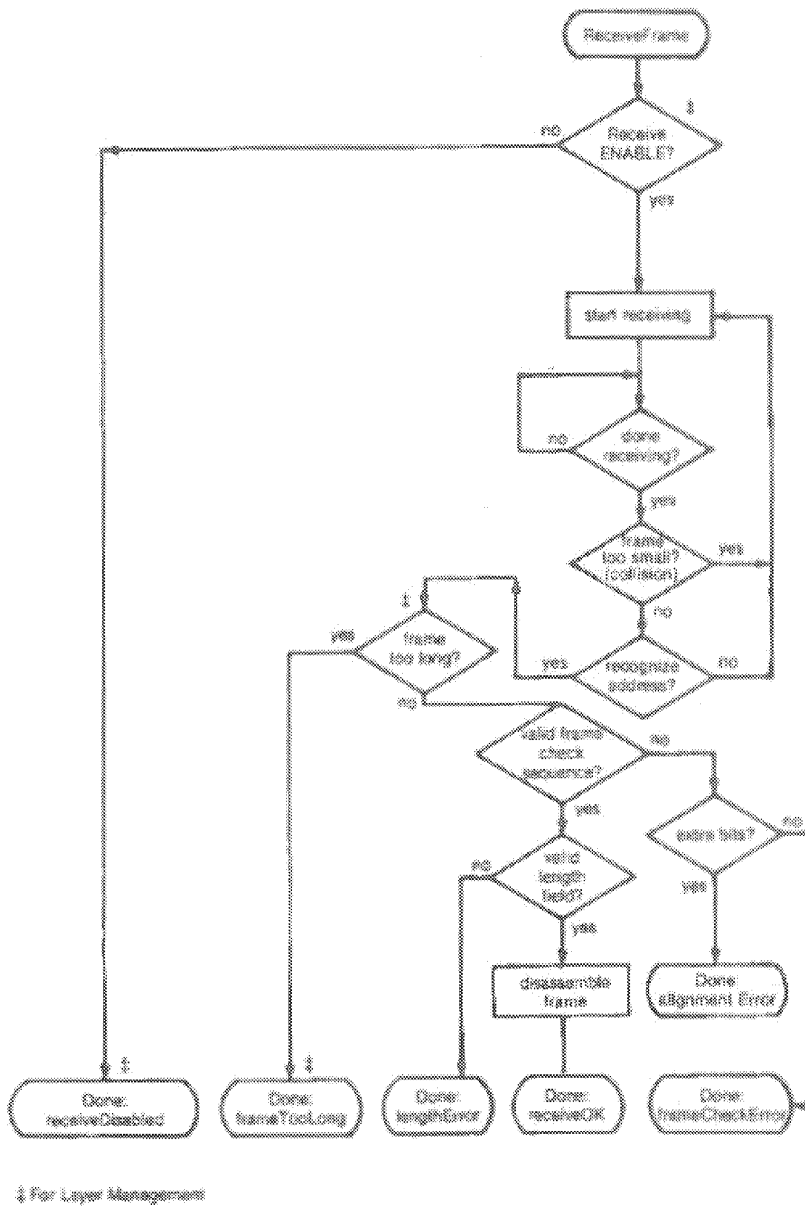 ReceiveFrame
‡
Receive
ENABLE?
no
yes
start receiving
done
receiving?
no
yes
frame
too small?
(collision)
yes
no
recognize
address?
yes
no
‡
frame
too long?
yes
no
valid frame
check
sequence?
no
yes
extra bits?
no
yes
valid
length
field?
no
yes
disassemble
frame
Done:
alignment Error
‡
Done:
receiveDisabled
‡
Done:
frameTooLong
Done:
lengthError
Done:
receiveOK
Done:
frameCheckError
‡ For Layer Management